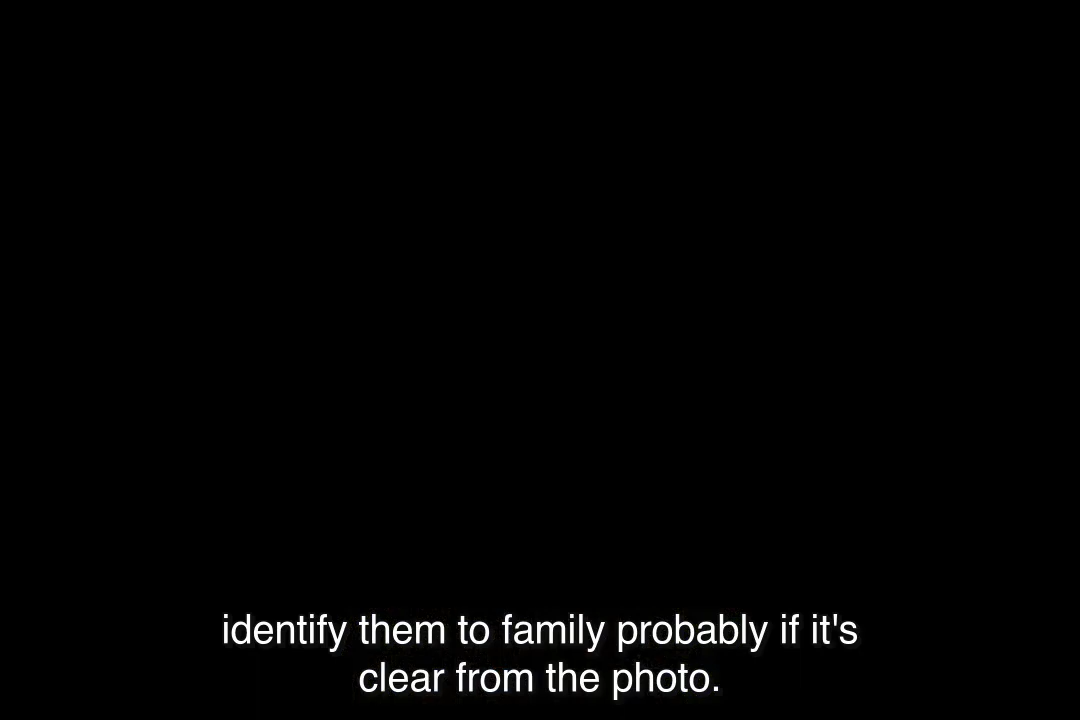 identify them to family probably if it's
clear from the photo.